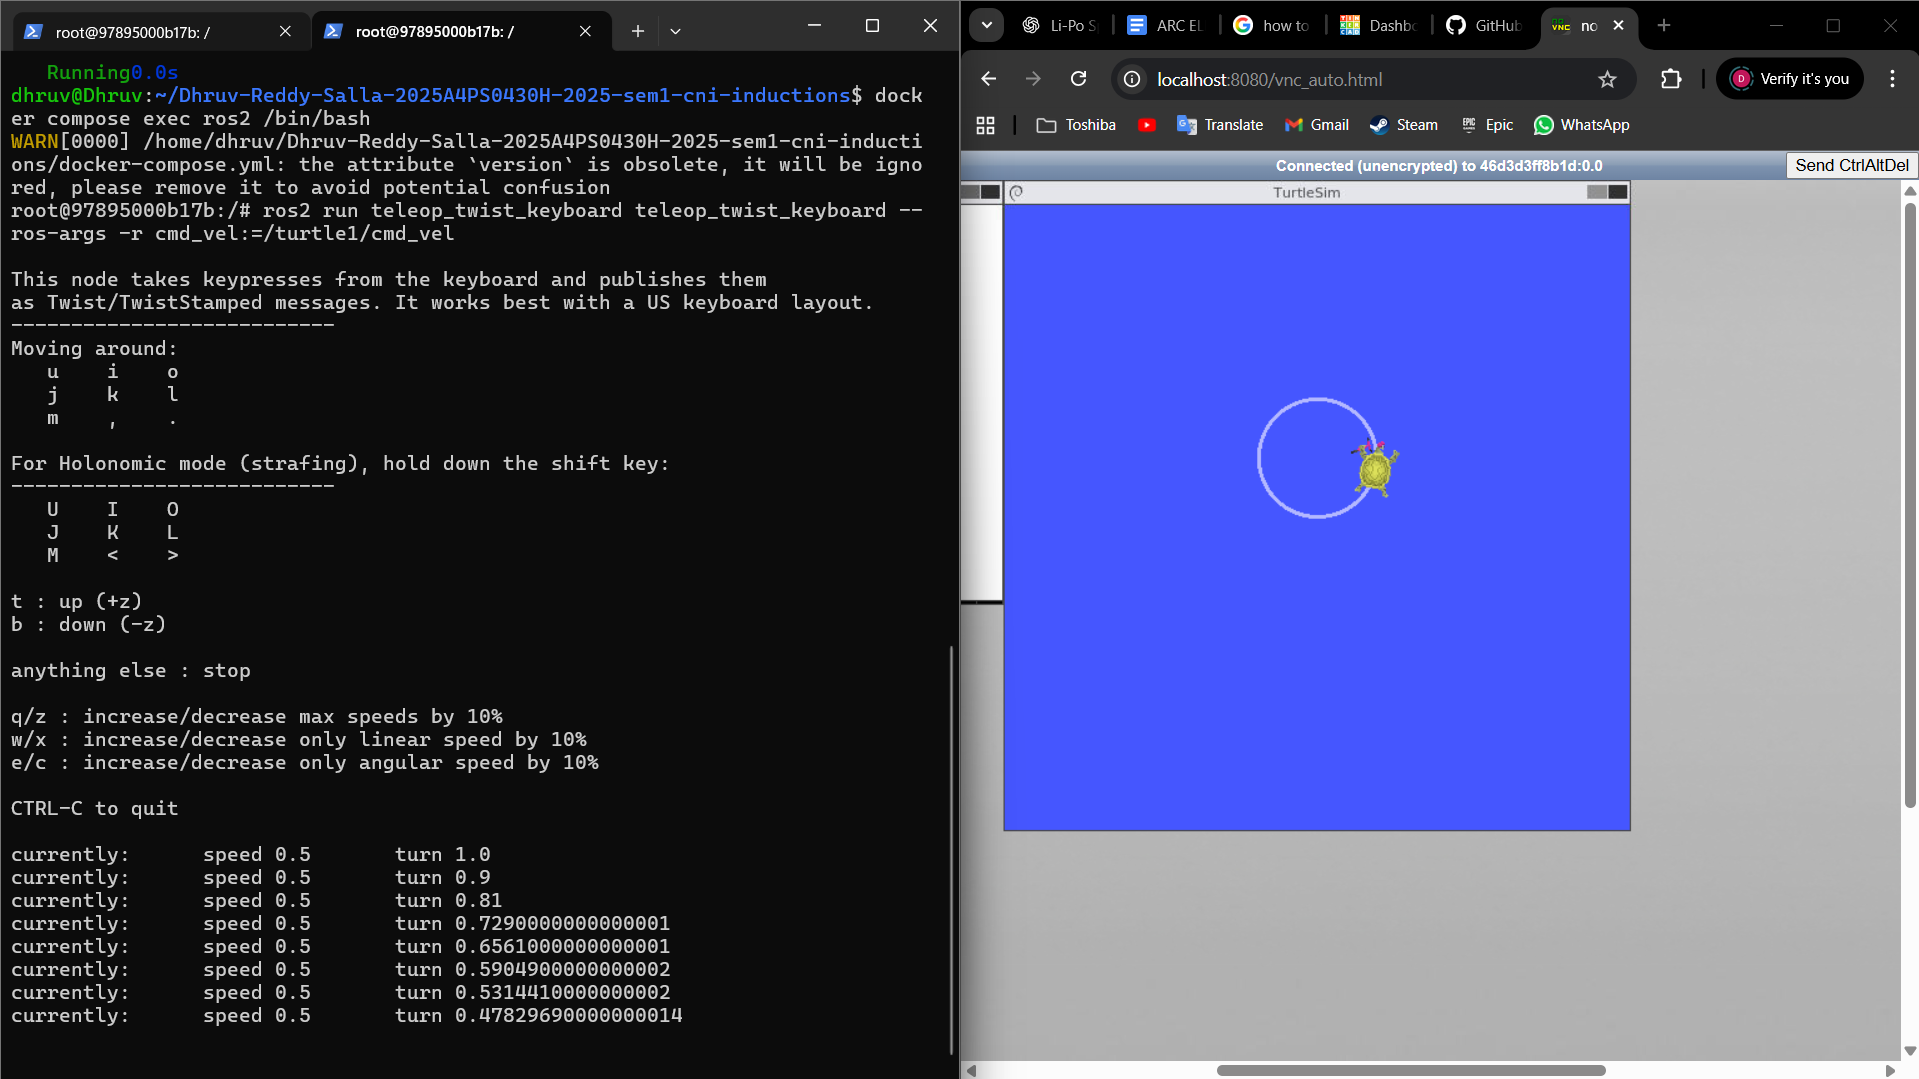 root@97895000b17b: /
root@97895000b17b: /
Running0.0s
dhruv@Dhruv:~/Dhruv-Reddy-Salla-2025A4PS0430H-2025-sem1-cni-inductions$ dock
er compose exec ros2 /bin/bash
WARN[0000] /home/dhruv/Dhruv-Reddy-Salla-2025A4PS0430H-2025-sem1-cni-inducti
ons/docker-compose.yml: the attribute `version` is obsolete, it will be igno
red, please remove it to avoid potential confusion
root@97895000b17b:/# ros2 run teleop_twist_keyboard teleop_twist_keyboard --
ros-args -r cmd_vel:=/turtle1/cmd_vel
This node takes keypresses from the keyboard and publishes them
as Twist/TwistStamped messages. It works best with a US keyboard layout.
---------------------------
Moving around:
u i o
j k l
m , .
For Holonomic mode (strafing), hold down the shift key:
---------------------------
U I O
J K L
M < >
t : up (+z)
b : down (-z)
anything else : stop
q/z : increase/decrease max speeds by 10%
w/x : increase/decrease only linear speed by 10%
e/c : increase/decrease only angular speed by 10%
CTRL-C to quit
currently: speed 0.5 turn 1.0
currently: speed 0.5 turn 0.9
currently: speed 0.5 turn 0.81
currently: speed 0.5 turn 0.7290000000000001
currently: speed 0.5 turn 0.6561000000000001
currently: speed 0.5 turn 0.5904900000000002
currently: speed 0.5 turn 0.5314410000000002
currently: speed 0.5 turn 0.47829690000000014
Li-Po S
ARC EL
how to
Dashb
GitHub
VNC
no
localhost:8080/vnc_auto.html
D
Verify it's you
Toshiba
Translate
Gmail
Steam
EPIC
Epic
WhatsApp
Connected (unencrypted) to 46d3d3ff8b1d:0.0
Send CtrlAltDel
TurtleSim